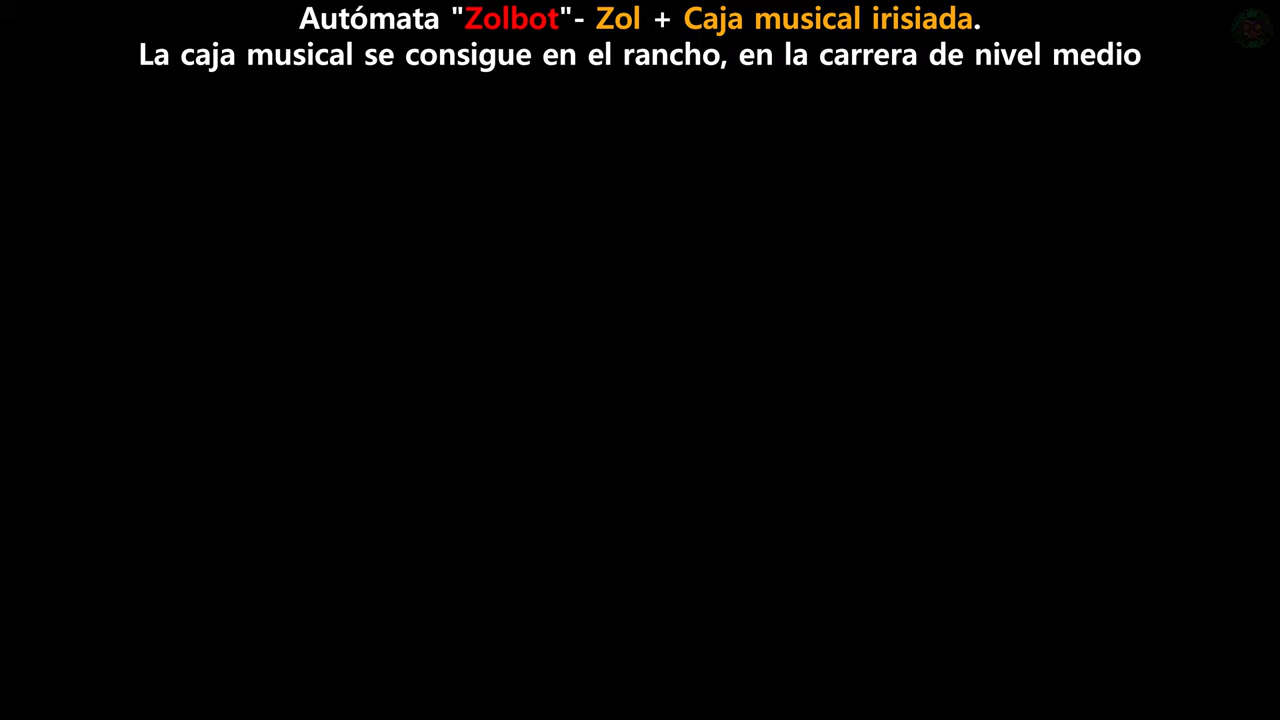 Autómata "Zolbot"- Zol + Caja musical irisiada.
La caja musical se consigue en el rancho, en la carrera de nivel medio